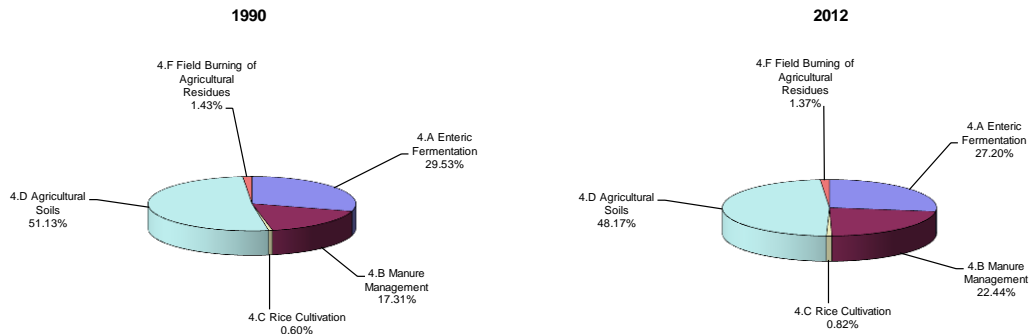 1990
4.F Field Burning of
Agricultural
Residues
1.43%
4.A Enteric
Fermentation
29.53%
4.D Agricultural
Soils
51.13%
4.B Manure
Management
17.31%
4.C Rice Cultivation
0.60%
2012
4.F Field Burning of
Agricultural
Residues
1.37%
4.A Enteric
Fermentation
27.20%
4.D Agricultural
Soils
48.17%
4.B Manure
Management
22.44%
4.C Rice Cultivation
0.82%